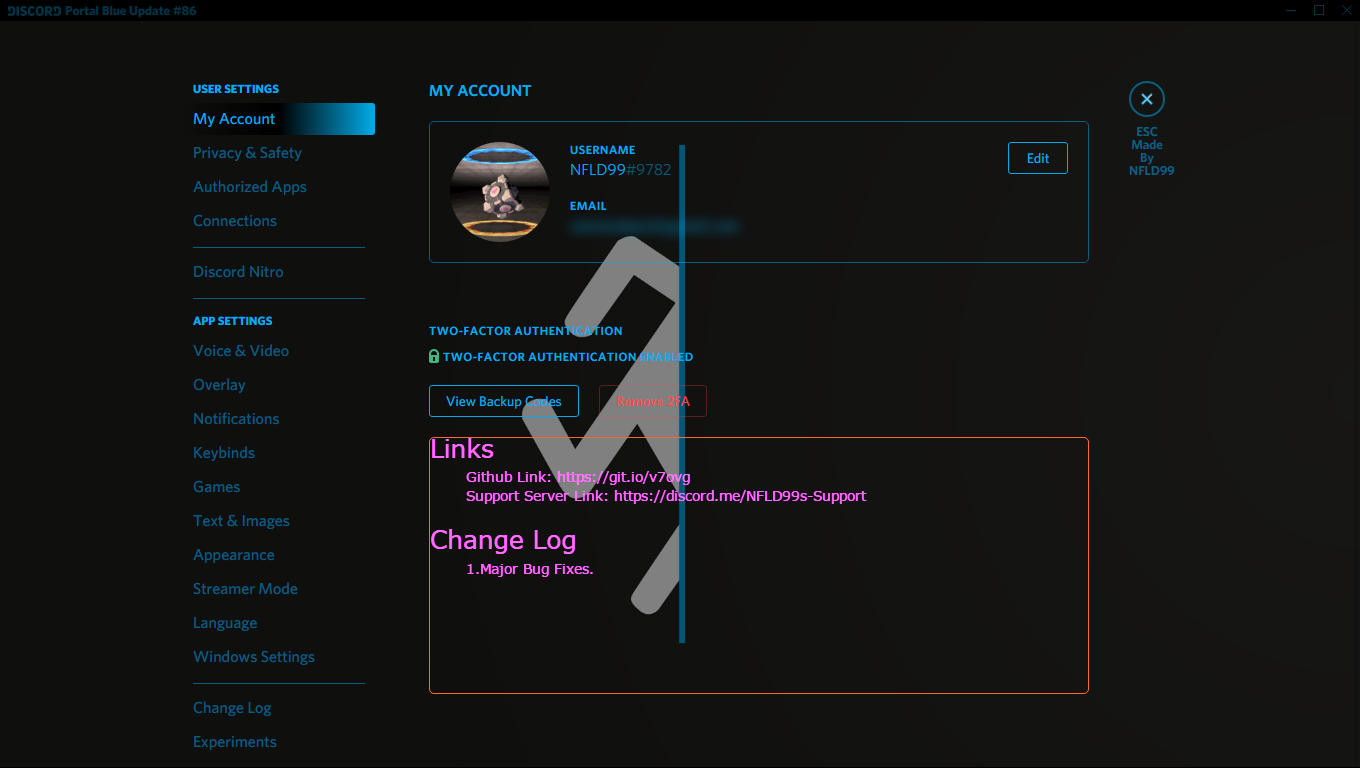 DISCORD Portal Blue Update #86
USER SETTINGS
My Account
Privacy & Safety
Authorized Apps
Connections
Discord Nitro
APP SETTINGS
Voice & Video
Overlay
Notifications
Keybinds
Games
Text & Images
Appearance
Streamer Mode
Language
Windows Settings
Change Log
Experiments
MY ACCOUNT
USERNAME
NFLD99#9782
EMAIL
Edit
TWO-FACTOR AUTHENTICATION
TWO-FACTOR AUTHENTICATION ENABLED
View Backup Codes
Remove 2FA
Links
Github Link: https://git.io/v7ovg
Support Server Link: https://discord.me/NFLD99s-Support
Change Log
1.Major Bug Fixes.
ESC
Made
By
NFLD99